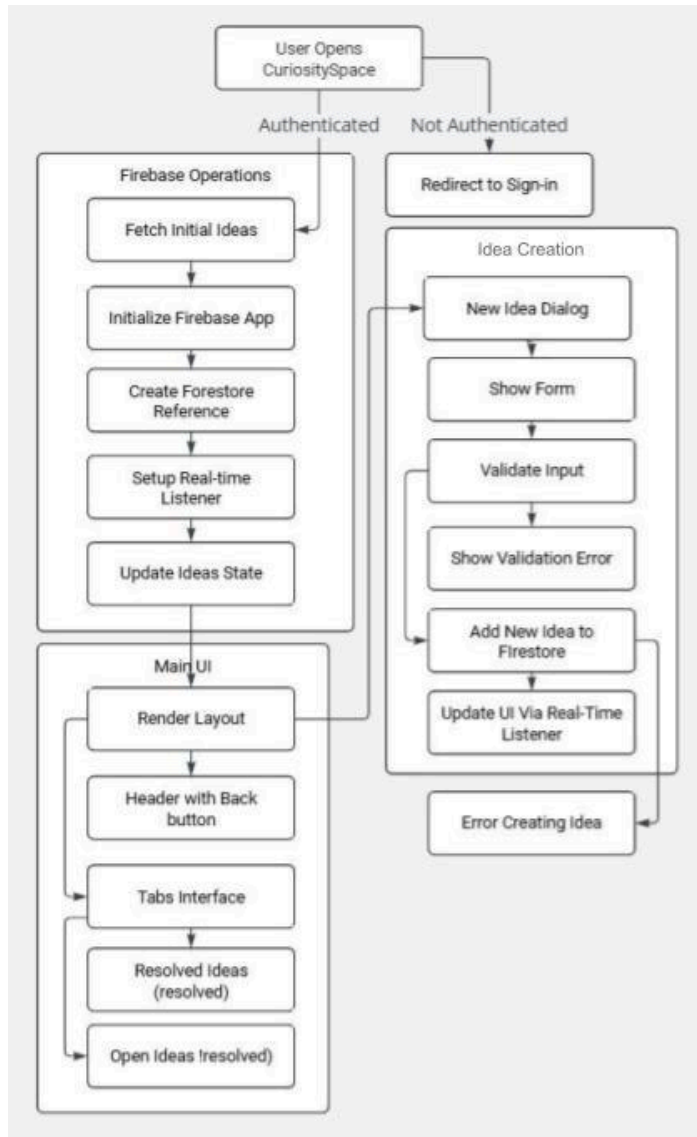 User Opens
CuriositySpace
Authenticated
Not Authenticated
Firebase Operations
Fetch Initial Ideas
Initialize Firebase App
Create Forestore
Reference
Setup Real-time
Listener
Update Ideas State
Main UI
Render Layout
Header with Back
button
Tabs Interface
Resolved Ideas
(resolved)
Open Ideas !resolved)
Redirect to Sign-in
Idea Creation
New Idea Dialog
Show Form
Validate Input
Show Validation Error
Add New Idea to
FIrestore
Update UI Via Real-Time
Listener
Error Creating Idea